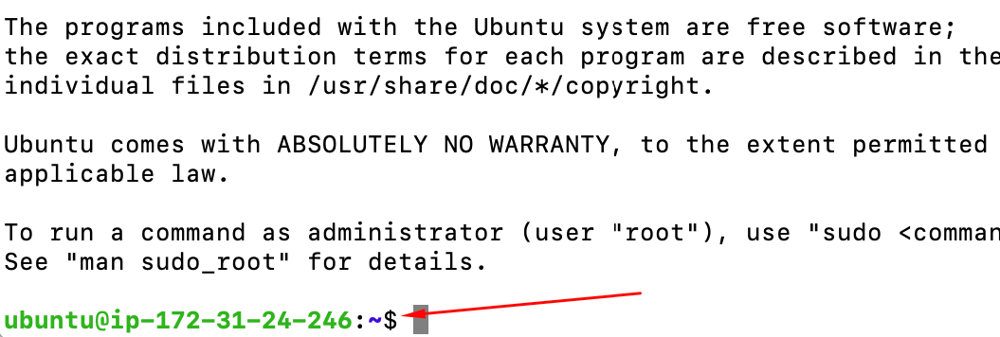 The programs included with the Ubuntu system are free software;
the exact distribution terms for each program are described in the
individual files in /usr/share/doc/*/copyright.
Ubuntu comes with ABSOLUTELY NO WARRANTY, to the extent permitted
applicable law.
To run a command as administrator (user "root"), use "sudo <comman
See "man sudo_root" for details.
ubuntu@ip-172-31-24-246:~$